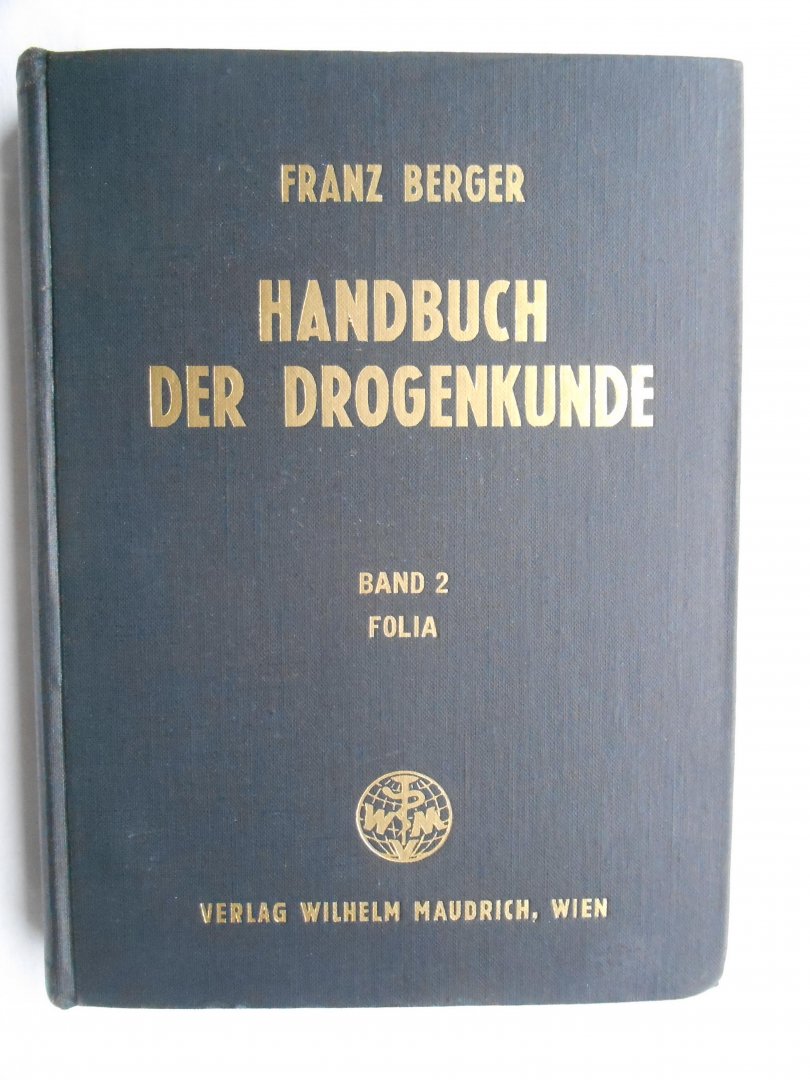 FRANZ BERGER
HANDBUCH
DER DROGENKUNDE
BAND 2
FOLIA
W M
V
VERLAG WILHELM MAUDRICH, WIEN